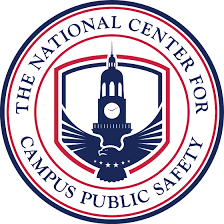 THE NATIONAL CENTER FOR
CAMPUS PUBLIC SAFETY